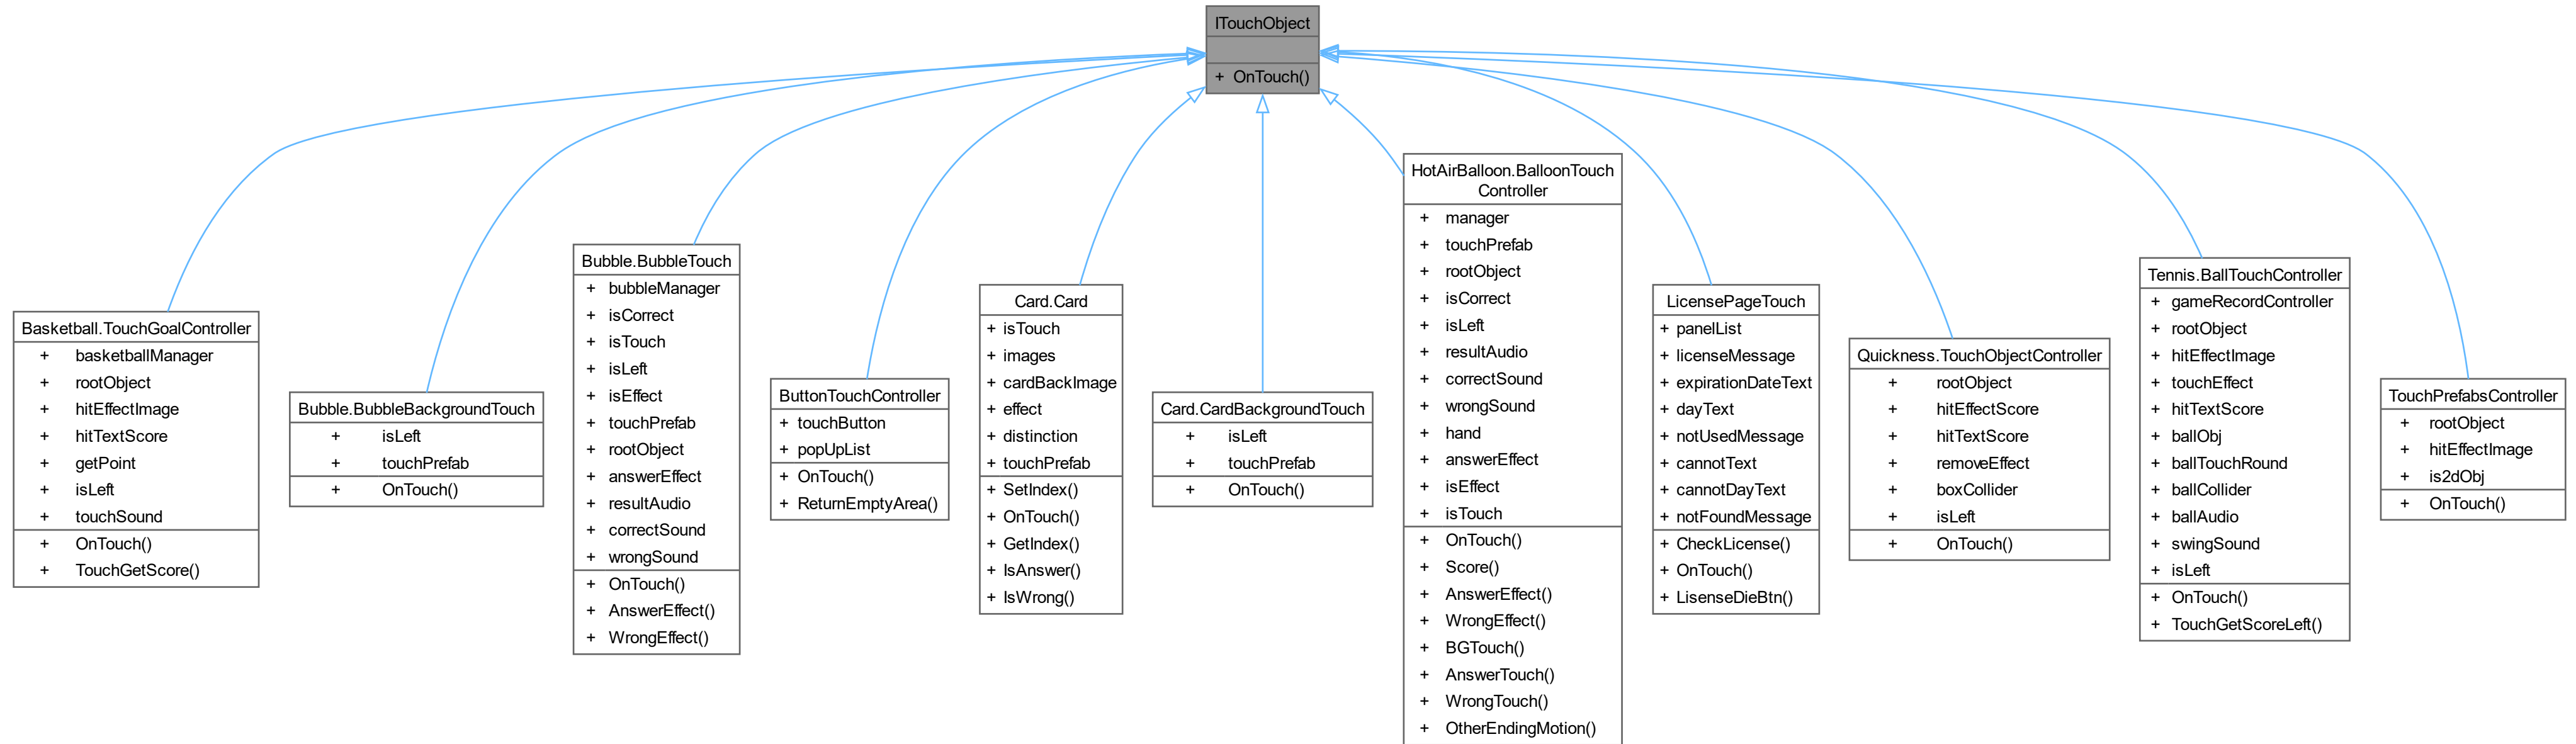 ITouchObject
+ OnTouch()
Basketball.TouchGoalController
+ basketballManager
+ rootObject
+ hitEffectImage
+ hitTextScore
+ getPoint
+ isLeft
+ touchSound
+ OnTouch()
+ TouchGetScore()
Bubble.BubbleBackgroundTouch
+ isLeft
+ touchPrefab
+ OnTouch()
Bubble.BubbleTouch
+ bubbleManager
+ isCorrect
+ isTouch
+ isLeft
+ isEffect
+ touchPrefab
+ rootObject
+ answerEffect
+ resultAudio
+ correctSound
+ wrongSound
+ OnTouch()
+ AnswerEffect()
+ WrongEffect()
ButtonTouchController
+ touchButton
+ popUpList
+ OnTouch()
+ ReturnEmptyArea()
Card.Card
+ isTouch
+ images
+ cardBackImage
+ effect
+ distinction
+ touchPrefab
+ SetIndex()
+ OnTouch()
+ GetIndex()
+ IsAnswer()
+ IsWrong()
Card.CardBackgroundTouch
+ isLeft
+ touchPrefab
+ OnTouch()
HotAirBalloon.BalloonTouch
Controller
+ manager
+ touchPrefab
+ rootObject
+ isCorrect
+ isLeft
+ resultAudio
+ correctSound
+ wrongSound
+ hand
+ answerEffect
+ isEffect
+ isTouch
+ OnTouch()
+ Score()
+ AnswerEffect()
+ WrongEffect()
+ BGTouch()
+ AnswerTouch()
+ WrongTouch()
+ OtherEndingMotion()
LicensePageTouch
+ panelList
+ licenseMessage
+ expirationDateText
+ dayText
+ notUsedMessage
+ cannotText
+ cannotDayText
+ notFoundMessage
+ CheckLicense()
+ OnTouch()
+ LisenseDieBtn()
Quickness.TouchObjectController
+ rootObject
+ hitEffectScore
+ hitTextScore
+ removeEffect
+ boxCollider
+ isLeft
+ OnTouch()
Tennis.BallTouchController
+ gameRecordController
+ rootObject
+ hitEffectImage
+ touchEffect
+ hitTextScore
+ ballObj
+ ballTouchRound
+ ballCollider
+ ballAudio
+ swingSound
+ isLeft
+ OnTouch()
+ TouchGetScoreLeft()
TouchPrefabsController
+ rootObject
+ hitEffectImage
+ is2dObj
+ OnTouch()